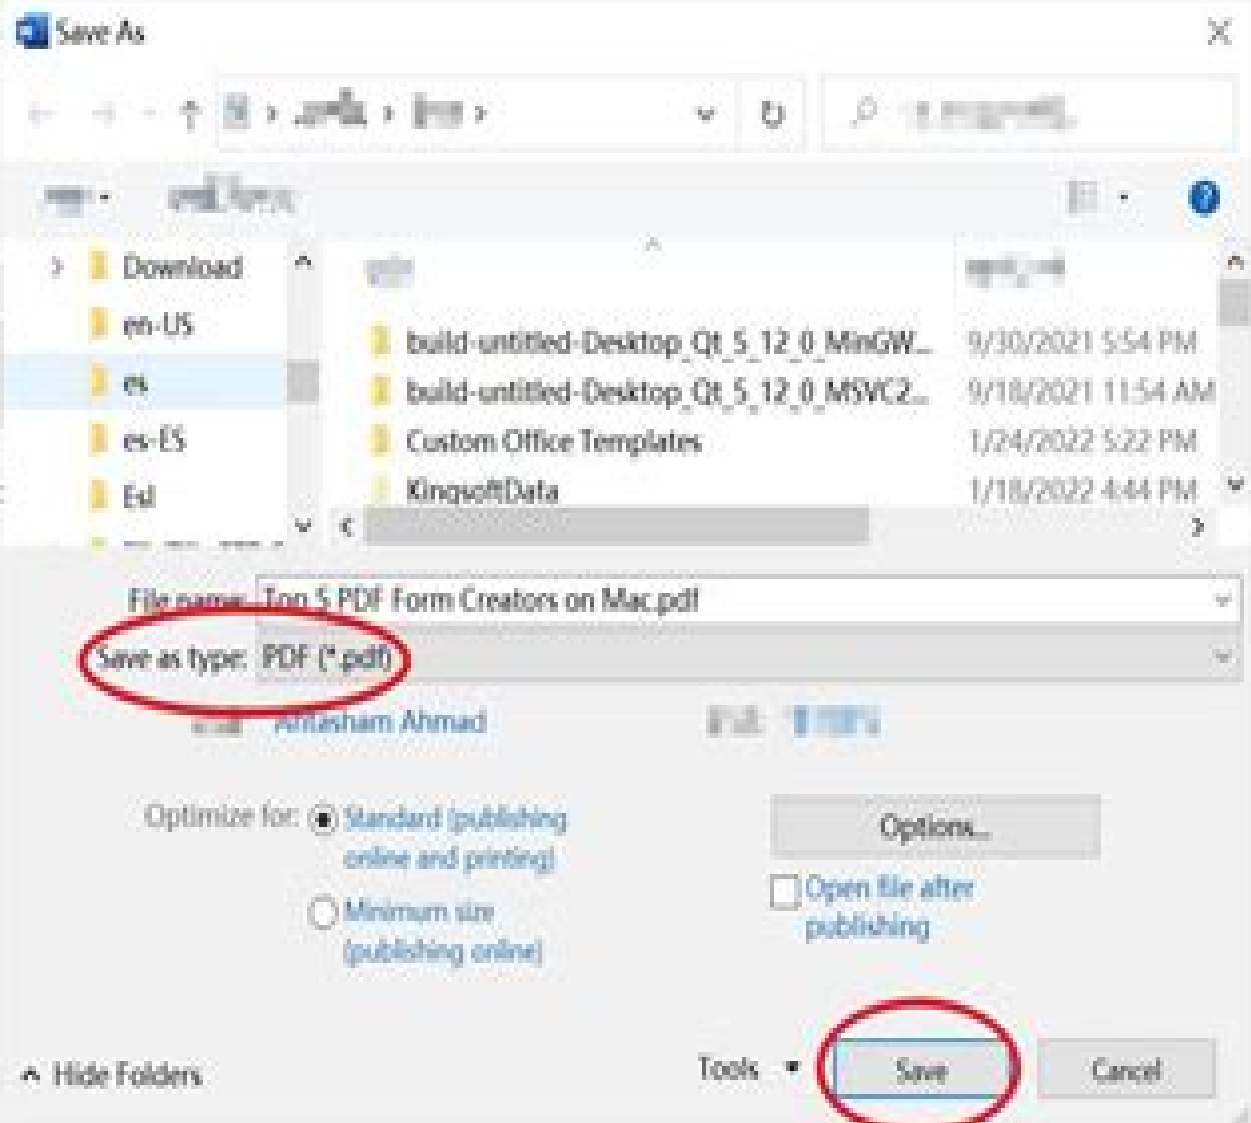 Save As
Download
en-US
es
es-ES
Esl
build-untitled-Desktop_Qt_5_12_0_MinGW...
9/30/2021 5:54 PM
build-untitled-Desktop_Qt_5_12_0_MSVC2...
9/18/2021 11:54 AM
Custom Office Templates
1/24/2022 5:22 PM
KingsoftData
1/18/2022 4:44 PM
File name: Top 5 PDF Form Creators on Mac.pdf
Save as type: PDF (*.pdf)
Ahtasham Ahmad
Optimize for: Standard (publishing
online and printing)
Minimum size
(publishing online)
Options...
Open file after
publishing
Hide Folders
Tools
Save
Cancel